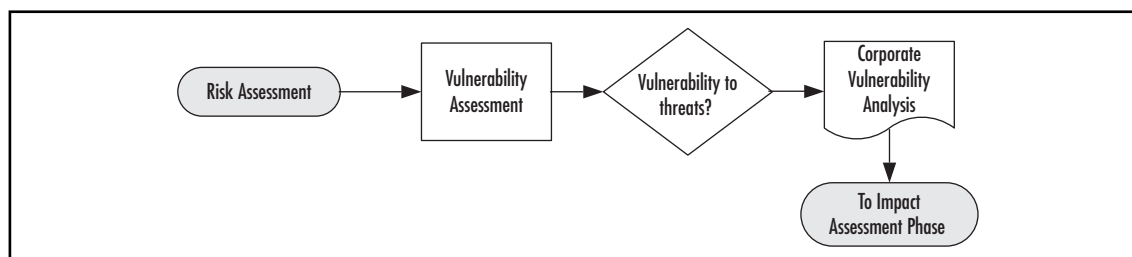 Risk Assessment
Vulnerability
Assessment
Vulnerability to
threats?
Corporate
Vulnerability
Analysis
To Impact
Assessment Phase